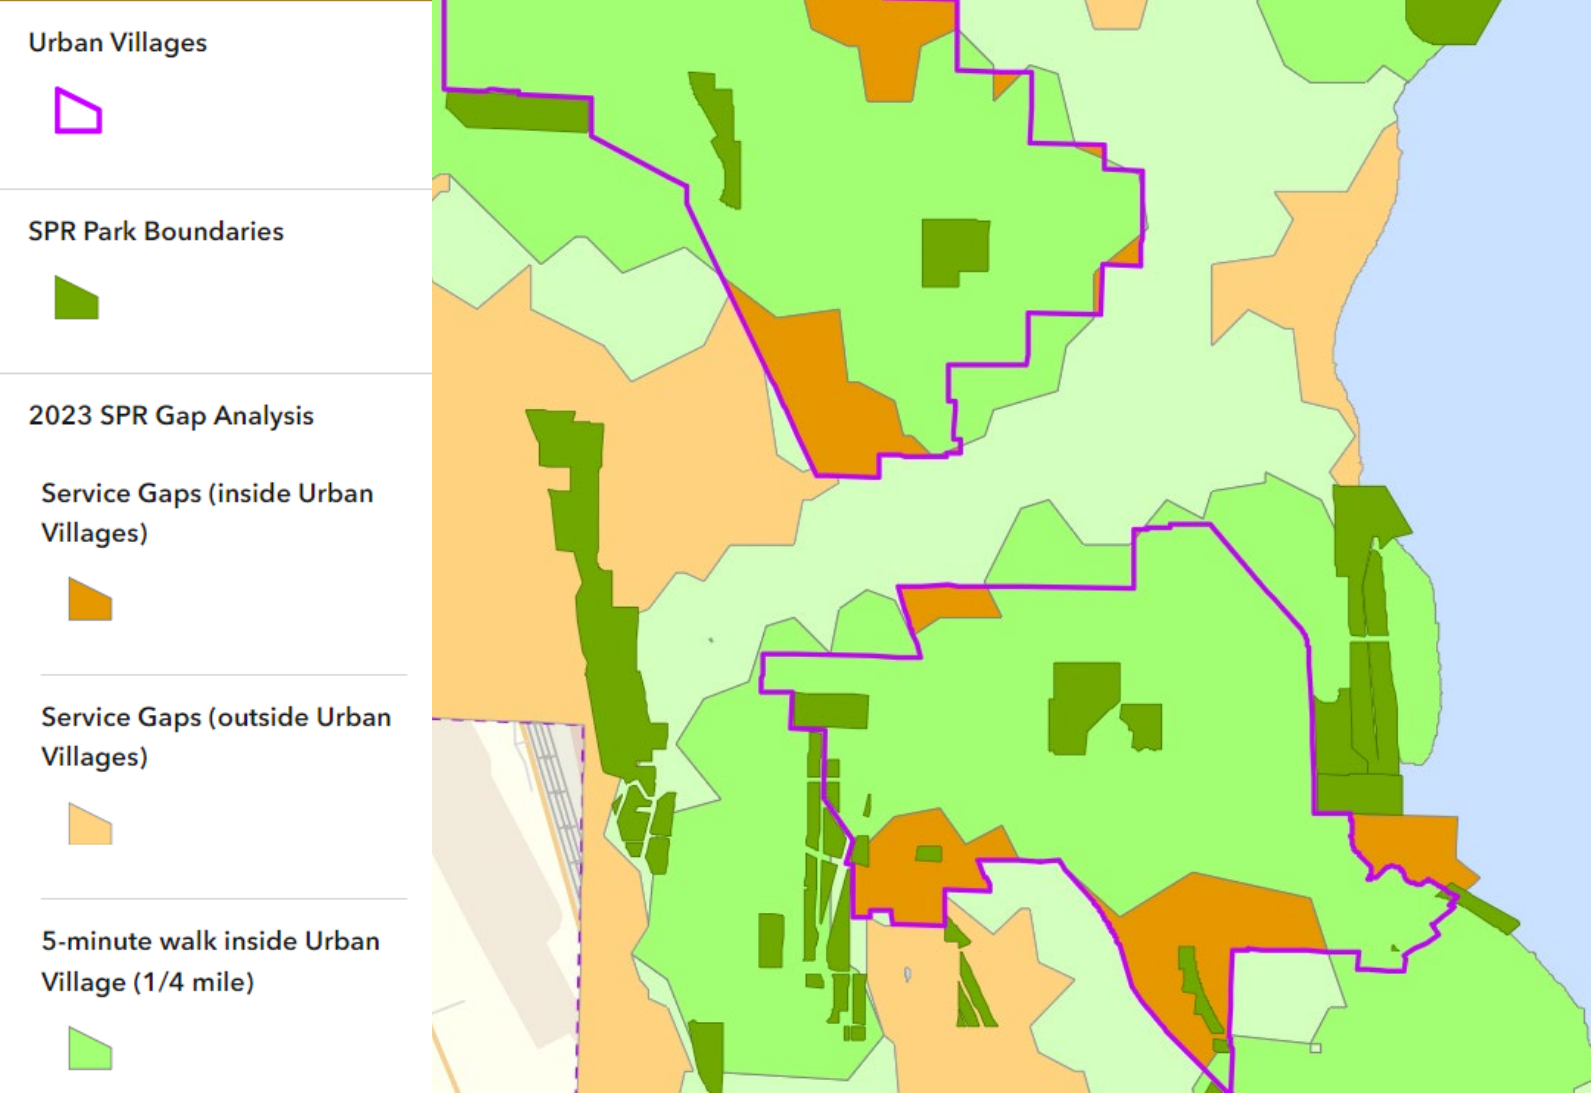 Urban Villages
SPR Park Boundaries
2023 SPR Gap Analysis
Service Gaps (inside Urban
Villages)
Service Gaps (outside Urban
Villages)
5-minute walk inside Urban
Village (1/4 mile)